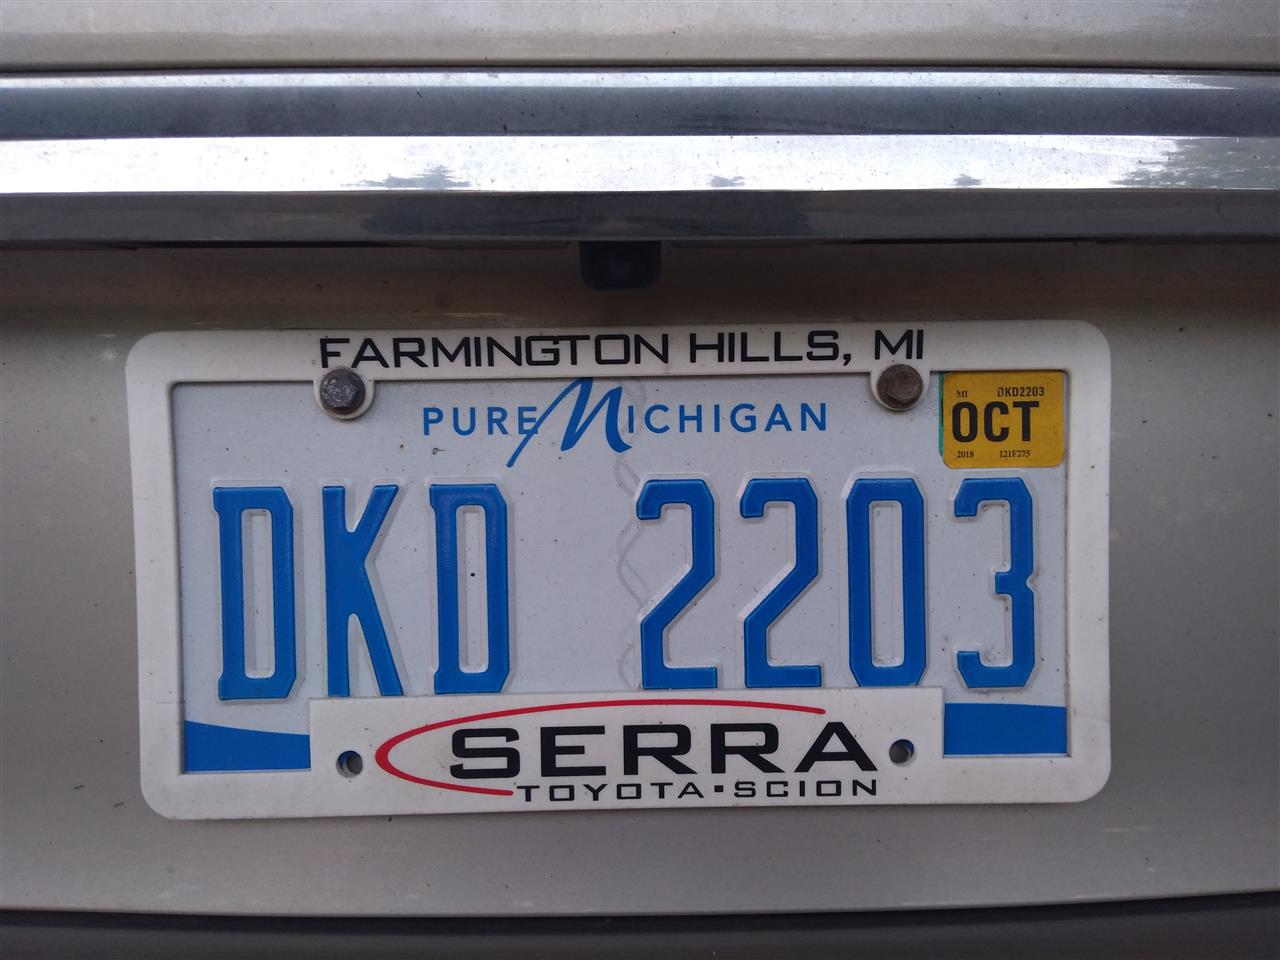 FARMINGTON HILLS, MI
PURE MICHIGAN
MI DKD2203
OCT
2018 121F275
DKD 2203
SERRA
TOYOTA▪SCION